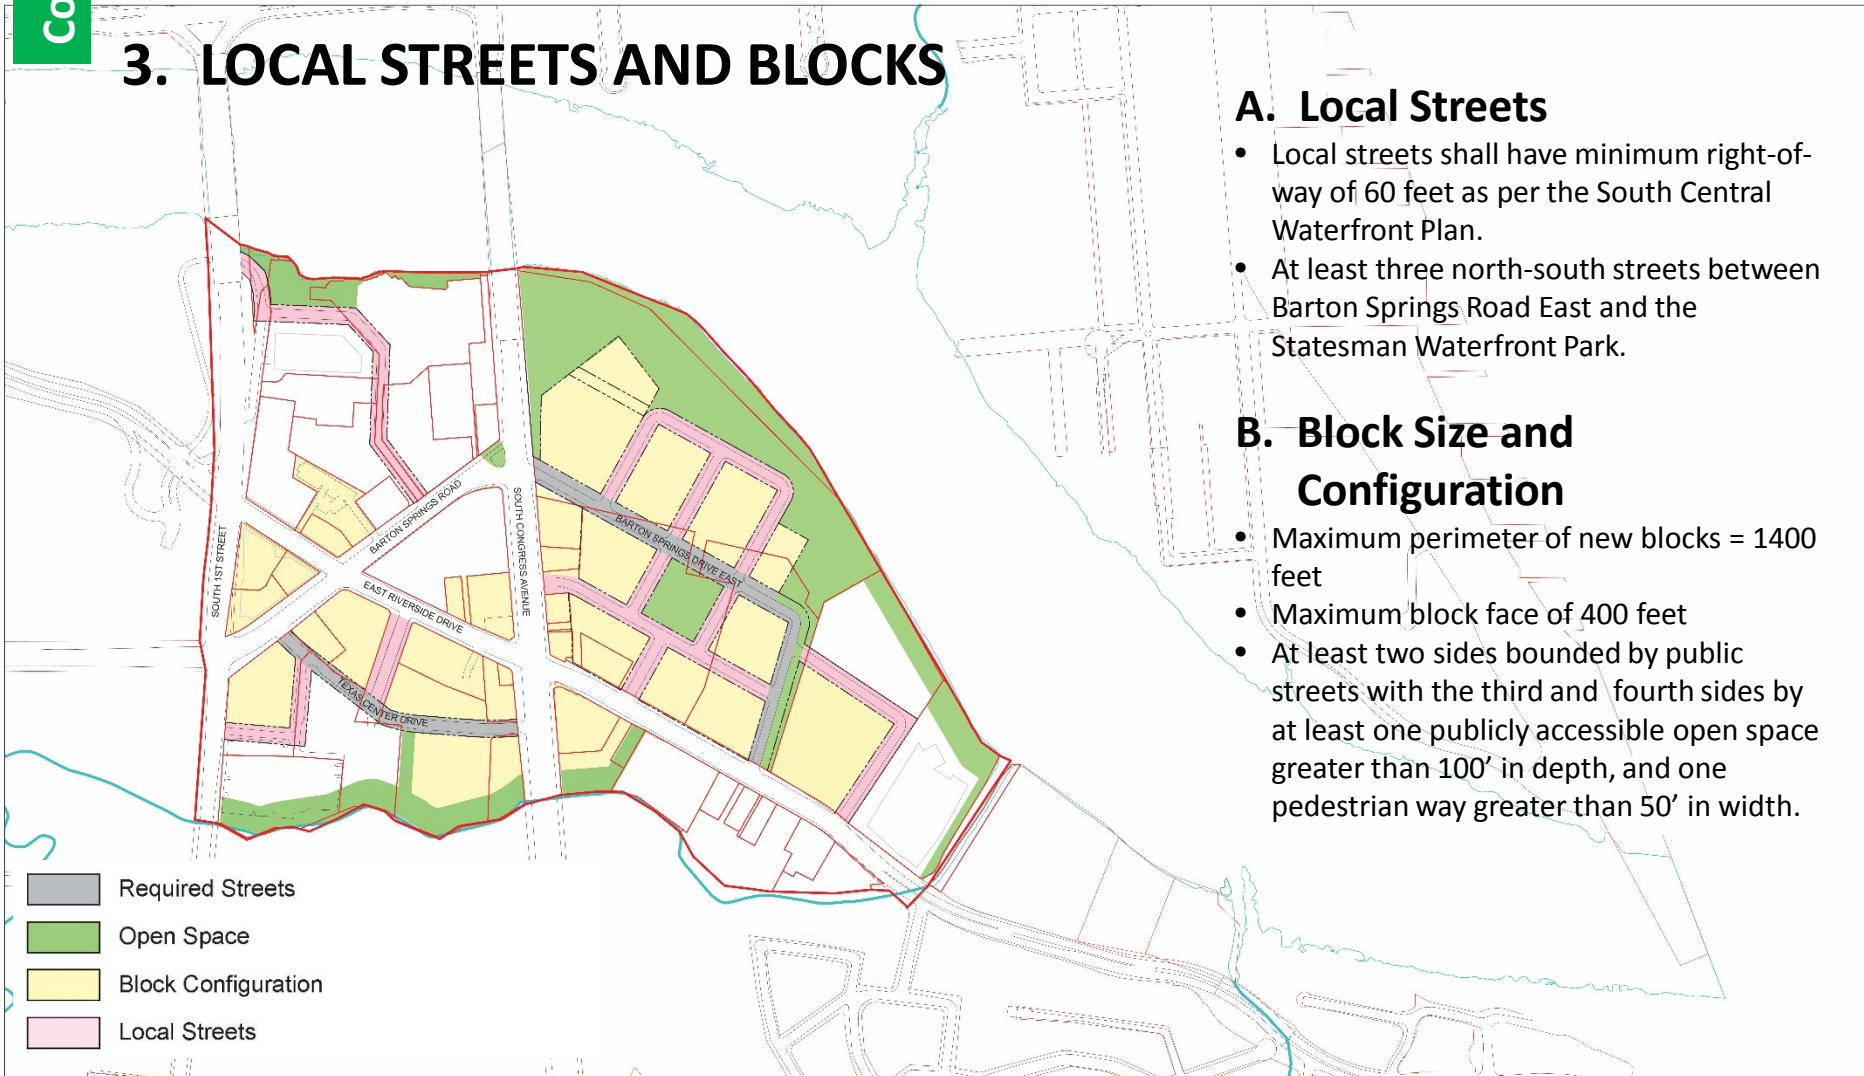 Co
3. LOCAL STREETS AND BLOCKS
A. Local Streets
• Local streets shall have minimum right-of-
way of 60 feet as per the South Central
Waterfront Plan.
• At least three north-south streets between
Barton Springs Road East and the
Statesman Waterfront Park.
B. Block Size and
Configuration
• Maximum perimeter of new blocks = 1400
feet
• Maximum block face of 400 feet
• At least two sides bounded by public
streets with the third and fourth sides by
at least one publicly accessible open space
greater than 100’ in depth, and one
pedestrian way greater than 50’ in width.
SOUTH 1ST STREET
BARTON SPRINGS ROAD
SOUTH CONGRESS AVENUE
BARTON SPRINGS DRIVE EAST
EAST RIVERSIDE DRIVE
TEXAS CENTER DRIVE
Required Streets
Open Space
Block Configuration
Local Streets